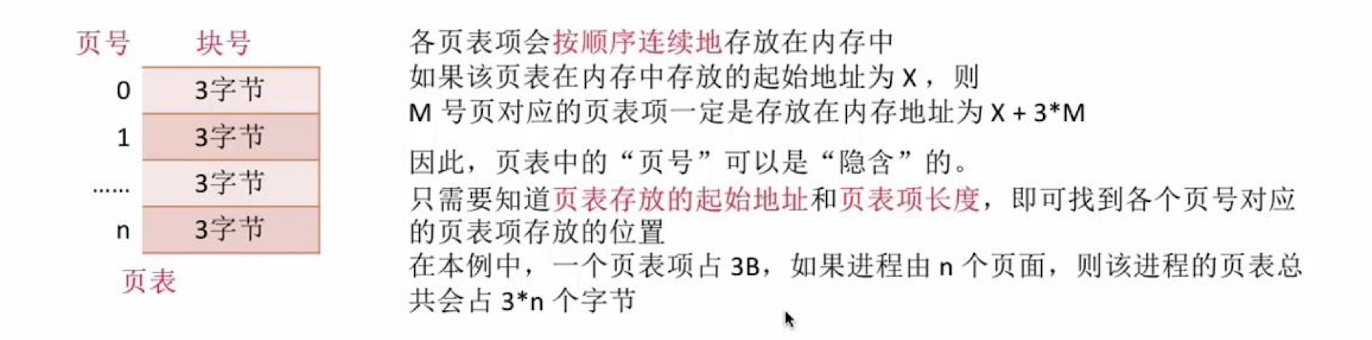 页号 块号
0 3字节
1 3字节
…… 3字节
n 3字节
页表
各页表项会按顺序连续地存放在内存中
如果该页表在内存中存放的起始地址为 X ，则
M 号页对应的页表项一定是存放在内存地址为 X + 3*M
因此，页表中的“页号”可以是“隐含”的。
只需要知道页表存放的起始地址和页表项长度，即可找到各个页号对应
的页表项存放的位置
在本例中，一个页表项占 3B，如果进程由 n 个页面，则该进程的页表总
共会占 3*n 个字节